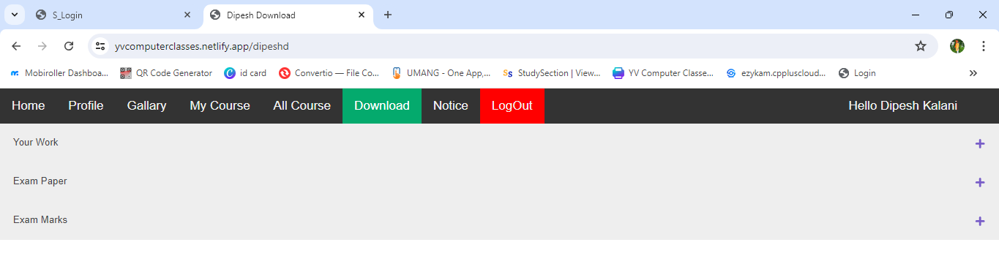 S_Login
Dipesh Download
yvcomputerclasses.netlify.app/dipeshd
Mobiroller Dashboa... QR Code Generator id card Convertio — File Co... UMANG - One App,... StudySection | View... YV Computer Classe... ezykam.cppluscloud... Login
Home Profile Gallary My Course All Course Download Notice LogOut Hello Dipesh Kalani
Your Work
Exam Paper
Exam Marks